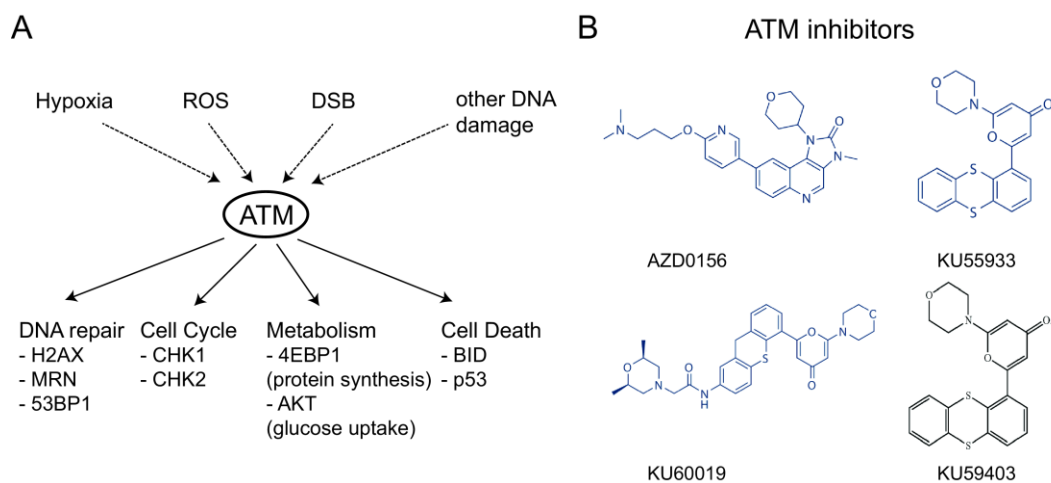 A
Hypoxia
ROS
DSB
other DNA
damage
ATM
DNA repair
- H2AX
- MRN
- 53BP1
Cell Cycle
- CHK1
- CHK2
Metabolism
- 4EBP1
(protein synthesis)
- AKT
(glucose uptake)
Cell Death
- BID
- p53
B
ATM inhibitors
N
O
N
O
N
O
N
N
AZD0156
O
N
O
O
S
S
KU55933
O
N
O
NH
S
O
O
N
C
KU60019
O
N
O
O
S
S
KU59403